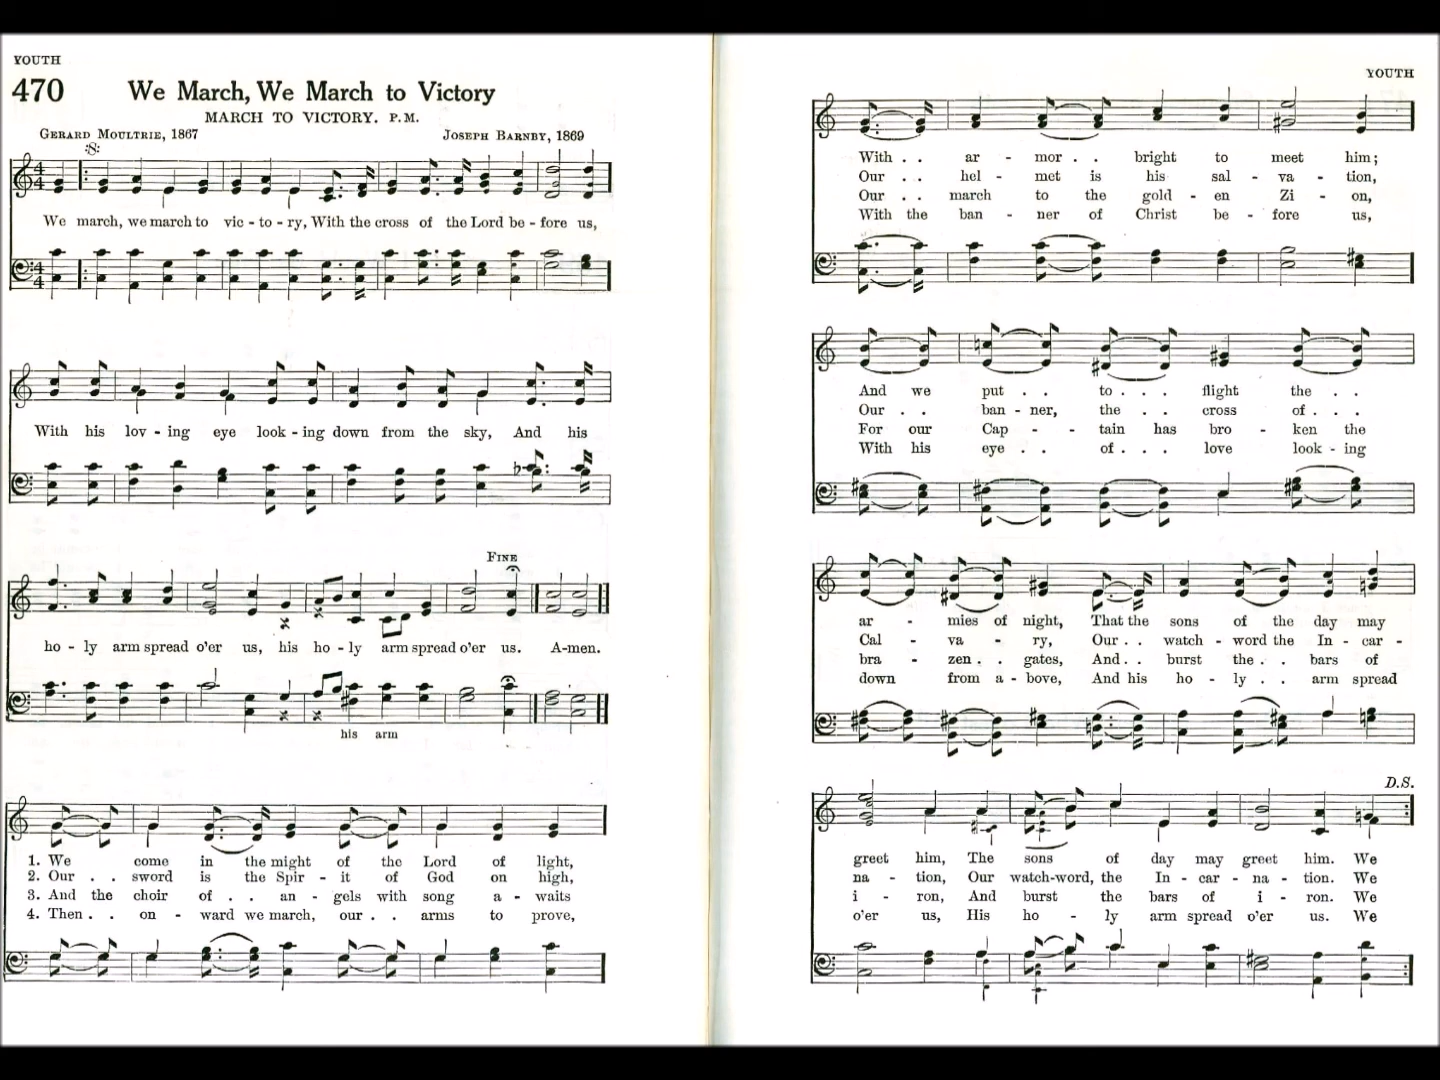 YOUTH
470 We March, We March to Victory
MARCH TO VICTORY. P.M.
GERARD MOULTRIE, 1867 JOSEPH BARNBY, 1869
:S:
We march, we march to vic - to - ry, With the cross of the Lord be - fore us,
With his lov - ing eye look - ing down from the sky, And his
FINE
ho - ly arm spread o'er us, his ho - ly arm spread o'er us. A-men.
his arm
1. We come in the might of the Lord of light,
2. Our . . sword is the Spir - it of God on high,
3. And the choir of . . an - gels with song a - waits
4. Then . . on - ward we march, our . . arms to prove,
YOUTH
With . . ar - mor . . bright to meet him;
Our . . hel - met is his sal - va - tion,
Our . . march to the gold - en Zi - on,
With the ban - ner of Christ be - fore us,
And we put . . to . . . flight the . .
Our . . ban - ner, the . . cross of . . .
For our Cap - tain has bro - ken the
With his eye . . of . . . love look - ing
ar - mies of night, That the sons of the day may
Cal - va - ry, Our . . watch - word the In - car -
bra - zen . . gates, And . . burst the . . bars of
down from a - bove, And his ho - ly . . arm spread
D.S.
greet him, The sons of day may greet him. We
na - tion, Our watch-word, the In - car - na - tion. We
i - ron, And burst the bars of i - ron. We
o'er us, His ho - ly arm spread o'er us. We